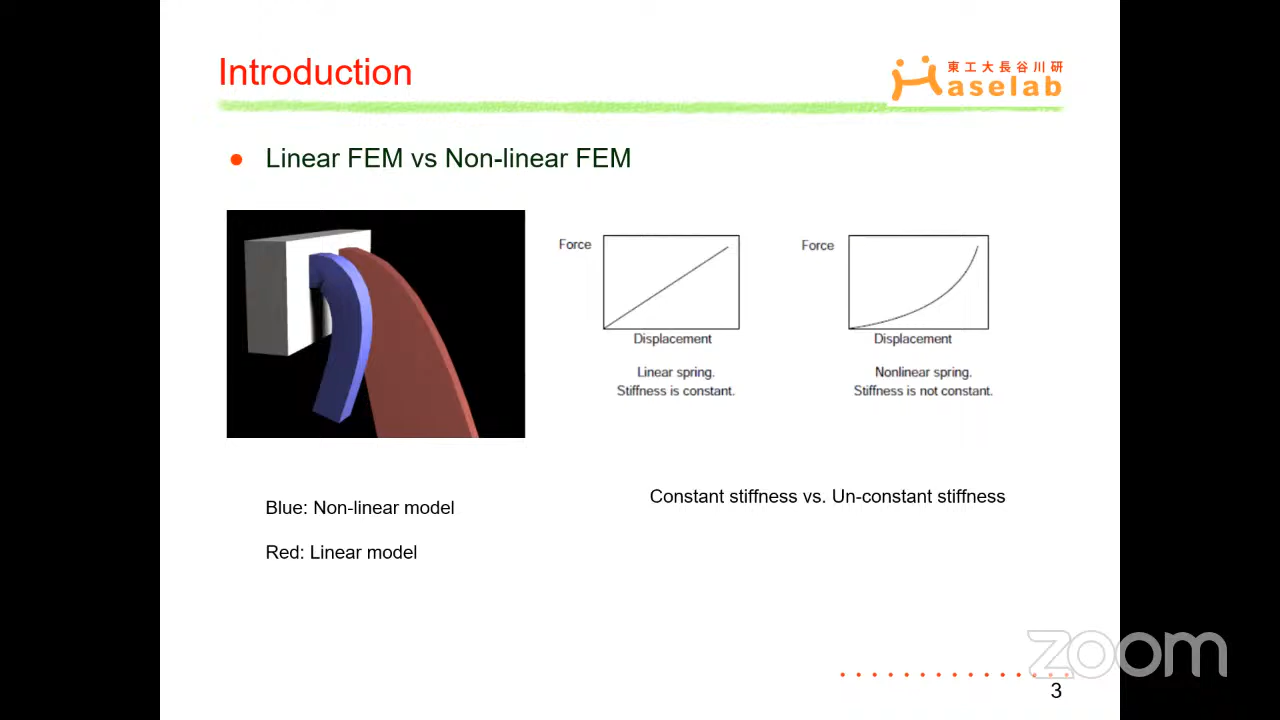 Introduction
東工大長谷川研
Haselab
Linear FEM vs Non-linear FEM
Force
Displacement
Linear spring.
Stiffness is constant.
Force
Displacement
Nonlinear spring.
Stiffness is not constant.
Blue: Non-linear model
Red: Linear model
Constant stiffness vs. Un-constant stiffness
zoom
3